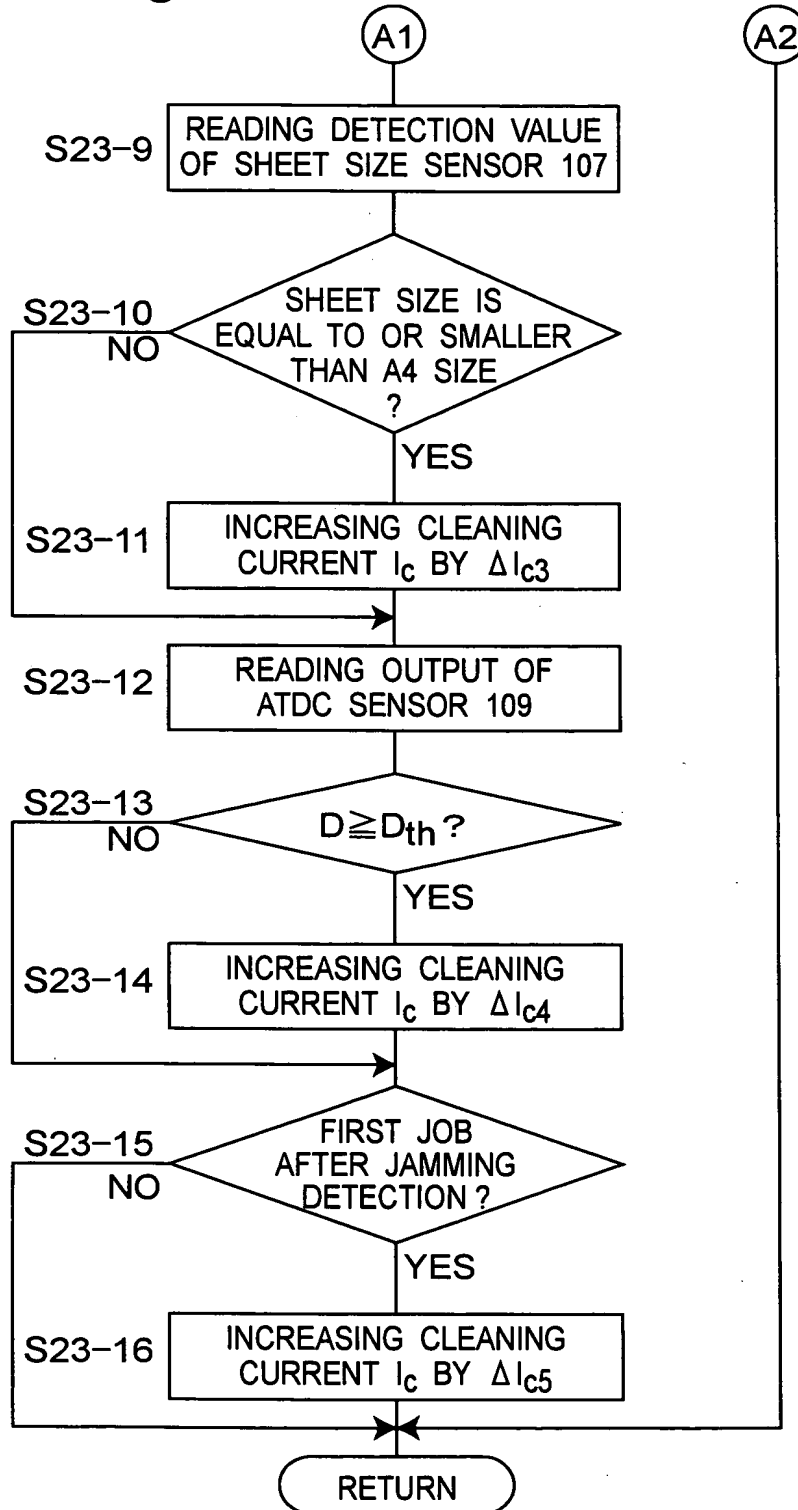 A1
A2
S23-9
READING DETECTION VALUE
OF SHEET SIZE SENSOR 107
S23-10
NO
SHEET SIZE IS
EQUAL TO OR SMALLER
THAN A4 SIZE
?
YES
S23-11
INCREASING CLEANING
CURRENT Ic BY ΔIc3
S23-12
READING OUTPUT OF
ATDC SENSOR 109
S23-13
NO
D≧Dth?
YES
S23-14
INCREASING CLEANING
CURRENT Ic BY ΔIc4
S23-15
NO
FIRST JOB
AFTER JAMMING
DETECTION?
YES
S23-16
INCREASING CLEANING
CURRENT Ic BY ΔIc5
RETURN